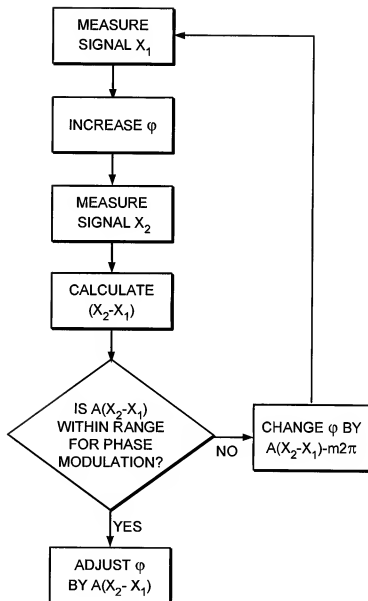 MEASURE
SIGNAL X₁
INCREASE φ
MEASURE
SIGNAL X₂
CALCULATE
(X₂-X₁)
IS A(X₂-X₁)
WITHIN RANGE
FOR PHASE
MODULATION?
NO
CHANGE φ BY
A(X₂-X₁)-m2π
YES
ADJUST φ
BY A(X₂- X₁)